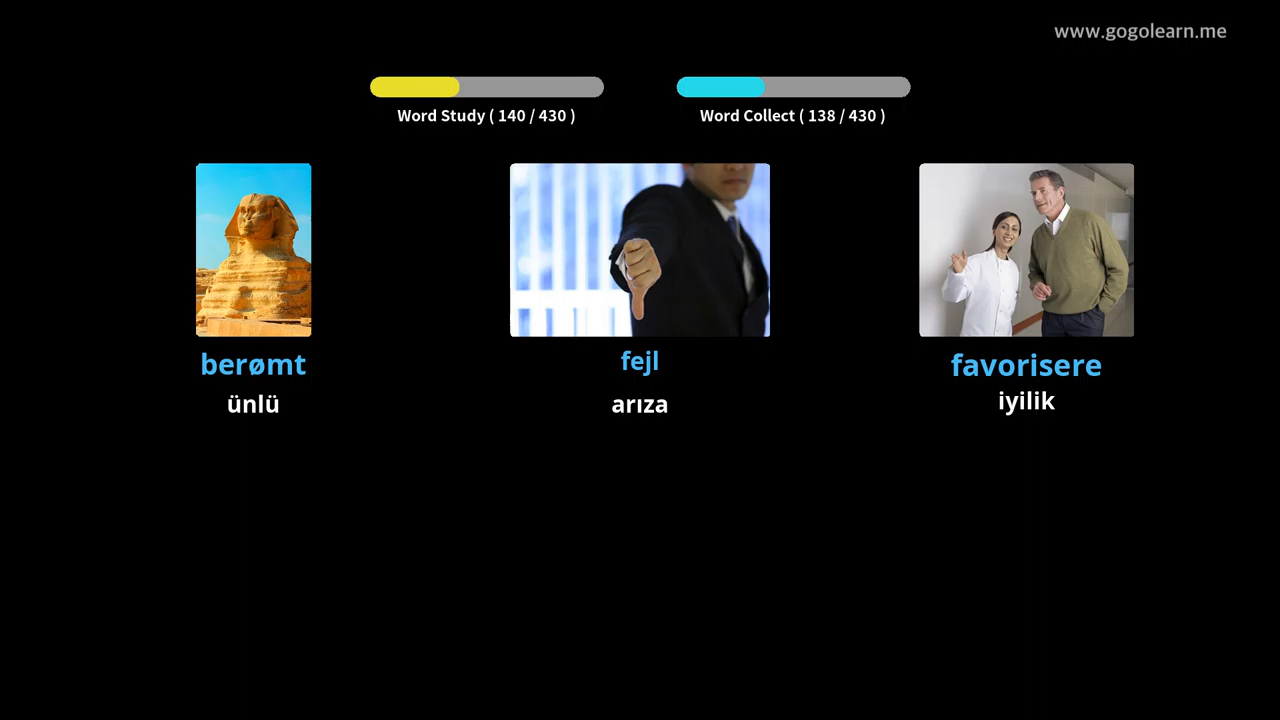 www.gogolearn.me
Word Study ( 140 / 430 )
Word Collect ( 138 / 430 )
berømt
fejl
favorisere
ünlü
arıza
iyilik